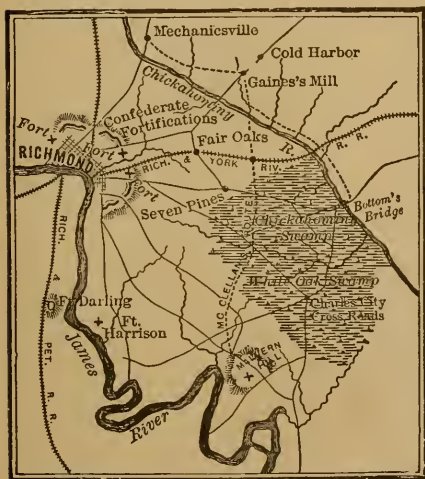 Mechanicsville
Cold Harbor
Gaines's Mill
Chickahominy
R.
Confederate
Fortifications
Fort
RICHMOND
Fort
Fort
Fair Oaks
RICH. & YORK RIV. R. R.
Seven Pines
Bottom's
Bridge
Chickahominy
Swamp
White Oak Swamp
Charles City
Cross Roads
MC CLELLAN'S ROUTE
RICH. & PET. R. R.
Ft. Darling
Ft.
Harrison
MALVERN
HILL
James
River